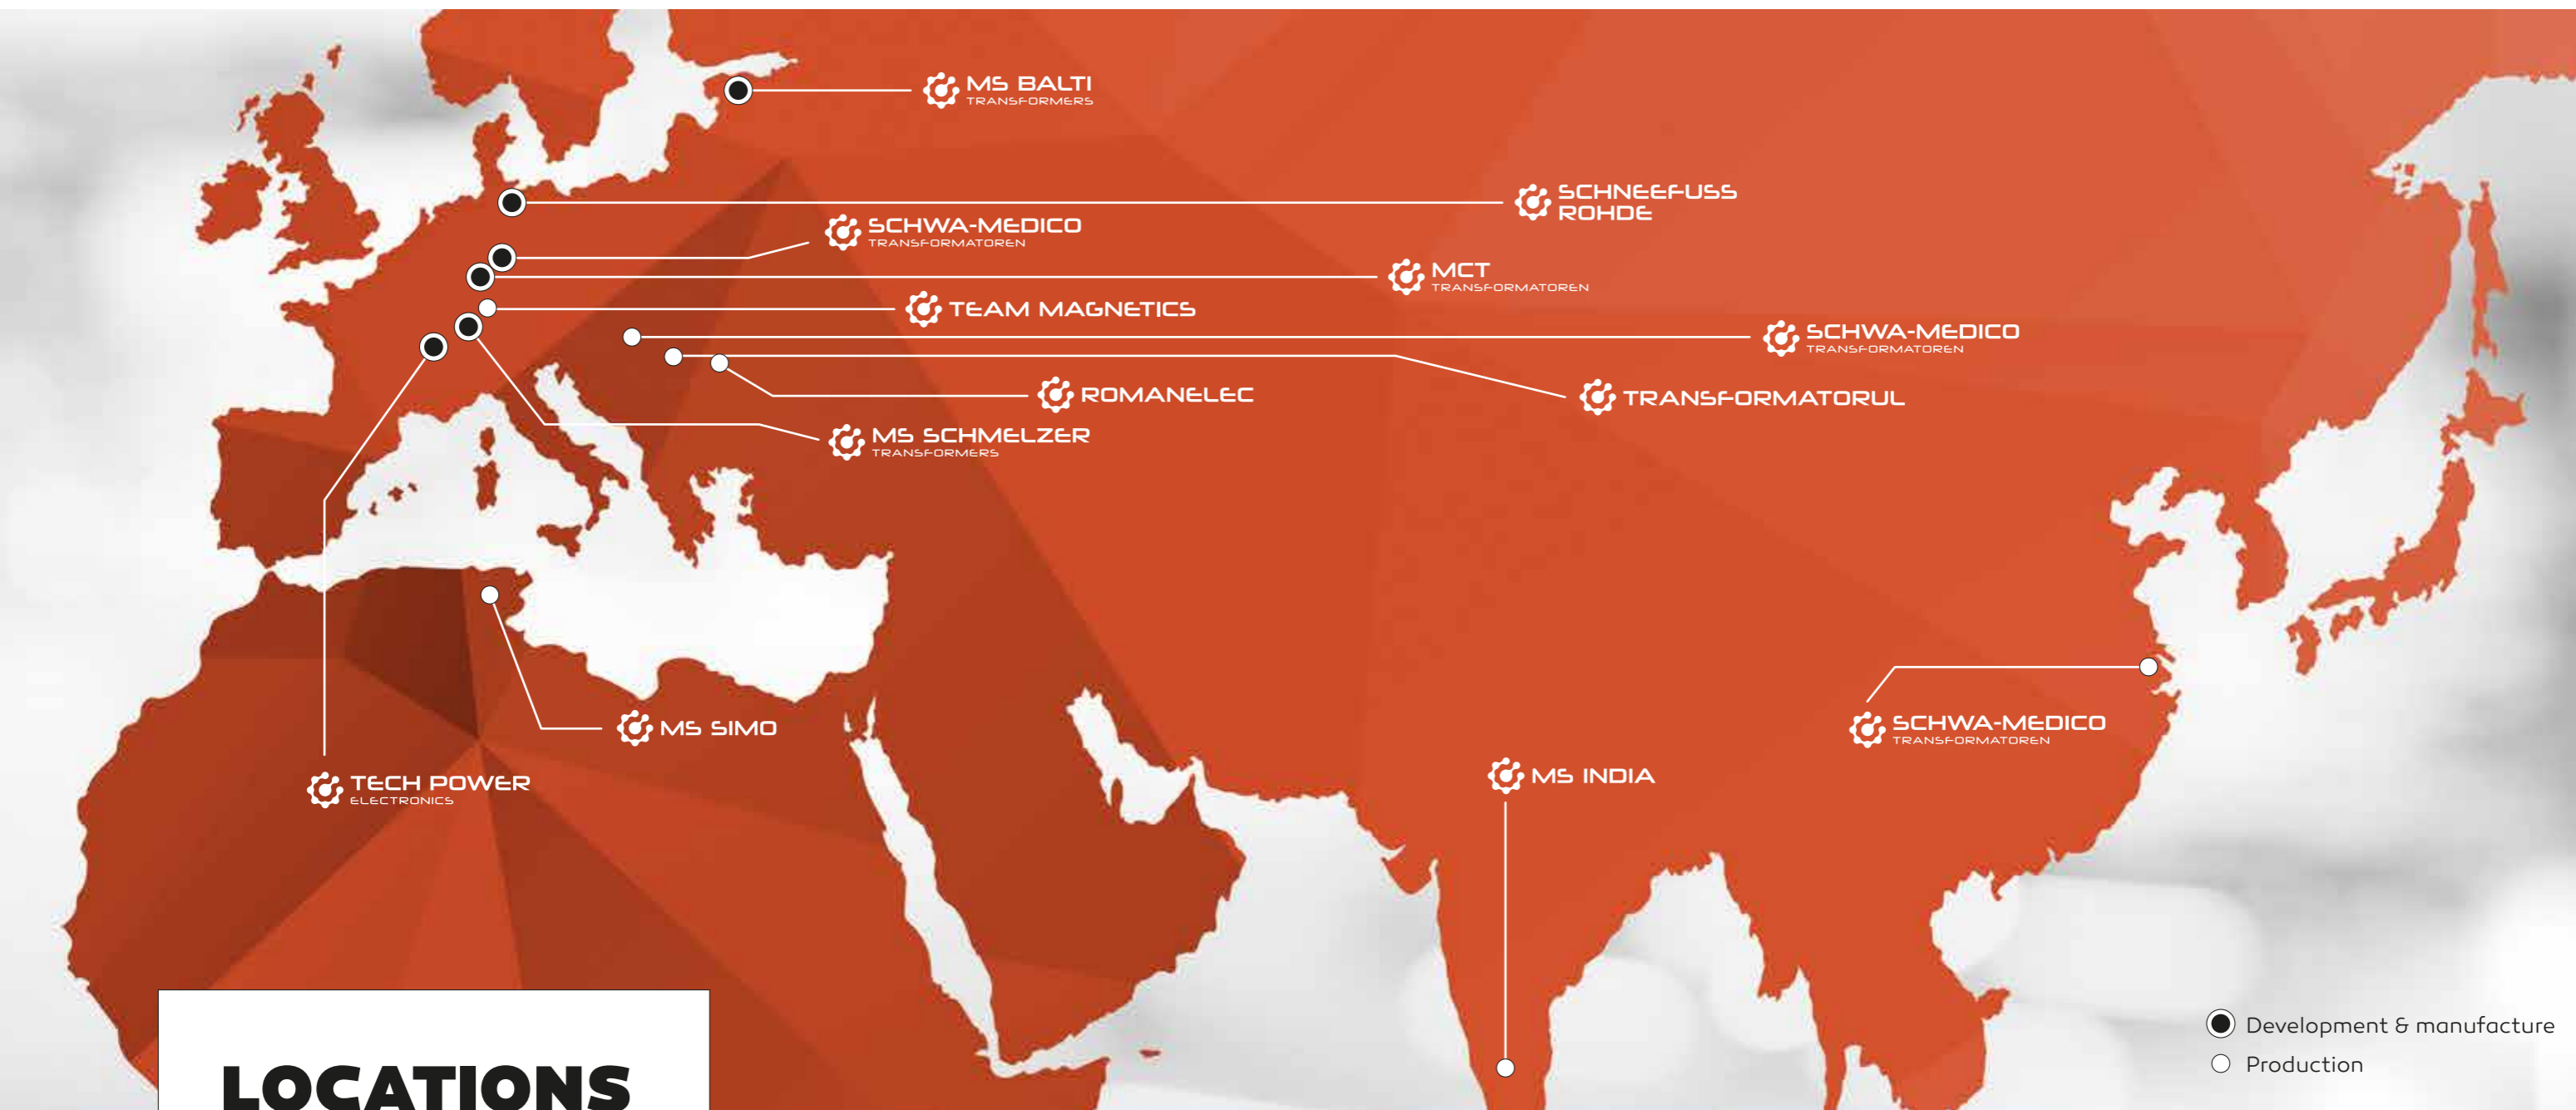 MS BALTI
TRANSFORMERS
SCHNEEFUSS
ROHDE
SCHWA-MEDICO
TRANSFORMATOREN
MCT
TRANSFORMATOREN
TEAM MAGNETICS
SCHWA-MEDICO
TRANSFORMATOREN
ROMANELEC
TRANSFORMATORUL
MS SCHMELZER
TRANSFORMERS
MS SIMO
SCHWA-MEDICO
TRANSFORMATOREN
TECH POWER
ELECTRONICS
MS INDIA
Development & manufacture
Production
LOCATIONS